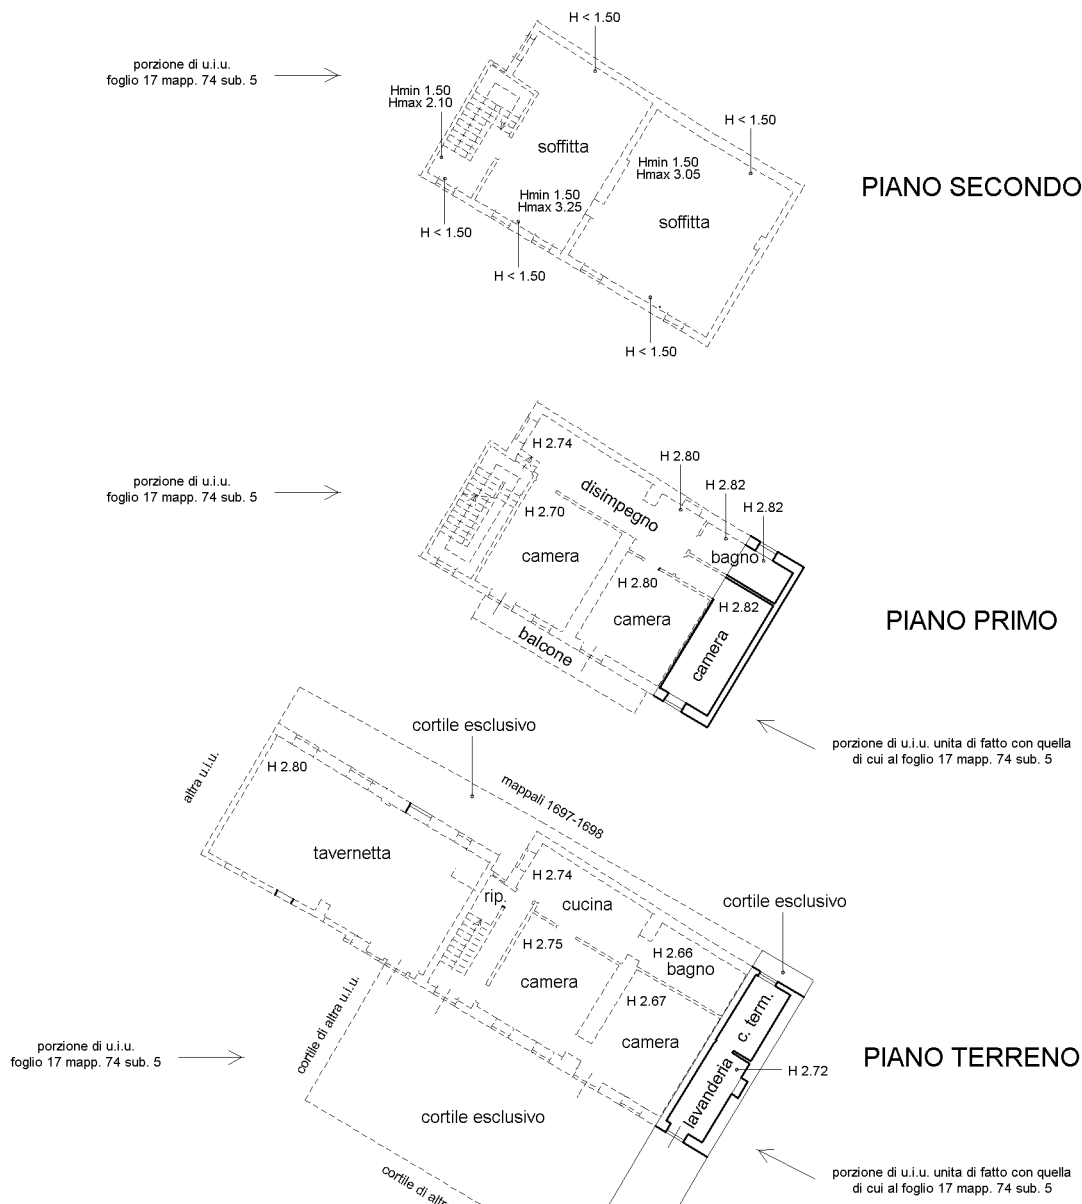 H < 1.50
porzione di u.i.u.
foglio 17 mapp. 74 sub. 5
Hmin 1.50
Hmax 2.10
H < 1.50
soffitta
Hmin 1.50
Hmax 3.05
PIANO SECONDO
Hmin 1.50
Hmax 3.25
soffitta
H < 1.50
H < 1.50
H < 1.50
H 2.74
H 2.80
porzione di u.i.u.
foglio 17 mapp. 74 sub. 5
H 2.82
disimpegno
H 2.82
H 2.70
camera
bagno
H 2.80
camera
H 2.82
PIANO PRIMO
balcone
camera
cortile esclusivo
porzione di u.i.u. unita di fatto con quella
di cui al foglio 17 mapp. 74 sub. 5
altra u.i.u.
H 2.80
mappali 1697-1698
tavernetta
H 2.74
rip.
cucina
cortile esclusivo
H 2.75
H 2.66
bagno
camera
H 2.67
c. term.
cortile di altra u.i.u.
camera
porzione di u.i.u.
foglio 17 mapp. 74 sub. 5
PIANO TERRENO
H 2.72
lavanderia
cortile esclusivo
cortile di altra
porzione di u.i.u. unita di fatto con quella
di cui al foglio 17 mapp. 74 sub. 5